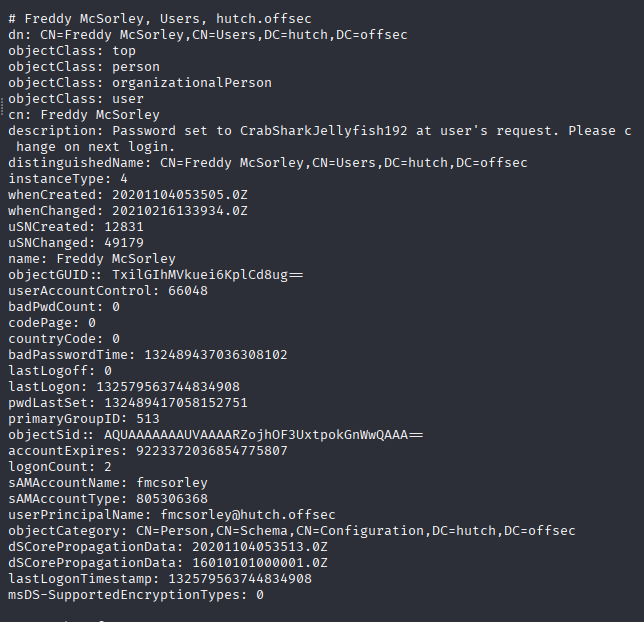 # Freddy McSorley, Users, hutch.offsec
dn: CN=Freddy McSorley,CN=Users,DC=hutch,DC=offsec
objectClass: top
objectClass: person
objectClass: organizationalPerson
objectClass: user
cn: Freddy McSorley
description: Password set to CrabSharkJellyfish192 at user's request. Please c
 hange on next login.
distinguishedName: CN=Freddy McSorley,CN=Users,DC=hutch,DC=offsec
instanceType: 4
whenCreated: 20201104053505.0Z
whenChanged: 20210216133934.0Z
uSNCreated: 12831
uSNChanged: 49179
name: Freddy McSorley
objectGUID:: TxilGIhMVkuei6KplCd8ug==
userAccountControl: 66048
badPwdCount: 0
codePage: 0
countryCode: 0
badPasswordTime: 132489437036308102
lastLogoff: 0
lastLogon: 132579563744834908
pwdLastSet: 132489417058152751
primaryGroupID: 513
objectSid:: AQUAAAAAAAUVAAAARZojhOF3UxtpokGnWwQAAA==
accountExpires: 9223372036854775807
logonCount: 2
sAMAccountName: fmcsorley
sAMAccountType: 805306368
userPrincipalName: fmcsorley@hutch.offsec
objectCategory: CN=Person,CN=Schema,CN=Configuration,DC=hutch,DC=offsec
dSCorePropagationData: 20201104053513.0Z
dSCorePropagationData: 16010101000001.0Z
lastLogonTimestamp: 132579563744834908
msDS-SupportedEncryptionTypes: 0